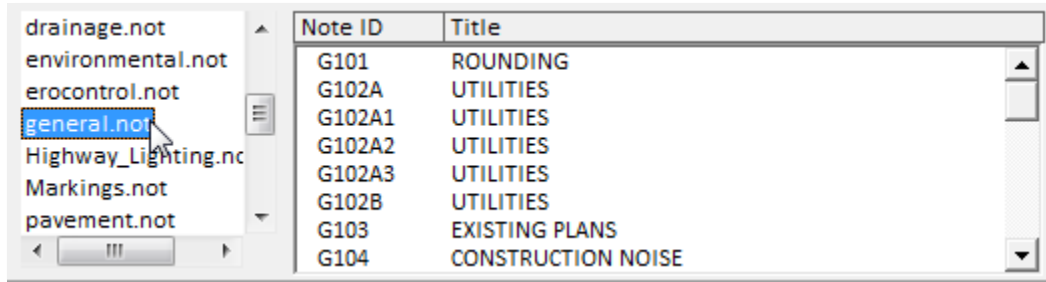 drainage.not
environmental.not
erocontrol.not
general.not
Highway_Lighting.nc
Markings.not
pavement.not
Note ID Title
G101 ROUNDING
G102A UTILITIES
G102A1 UTILITIES
G102A2 UTILITIES
G102A3 UTILITIES
G102B UTILITIES
G103 EXISTING PLANS
G104 CONSTRUCTION NOISE